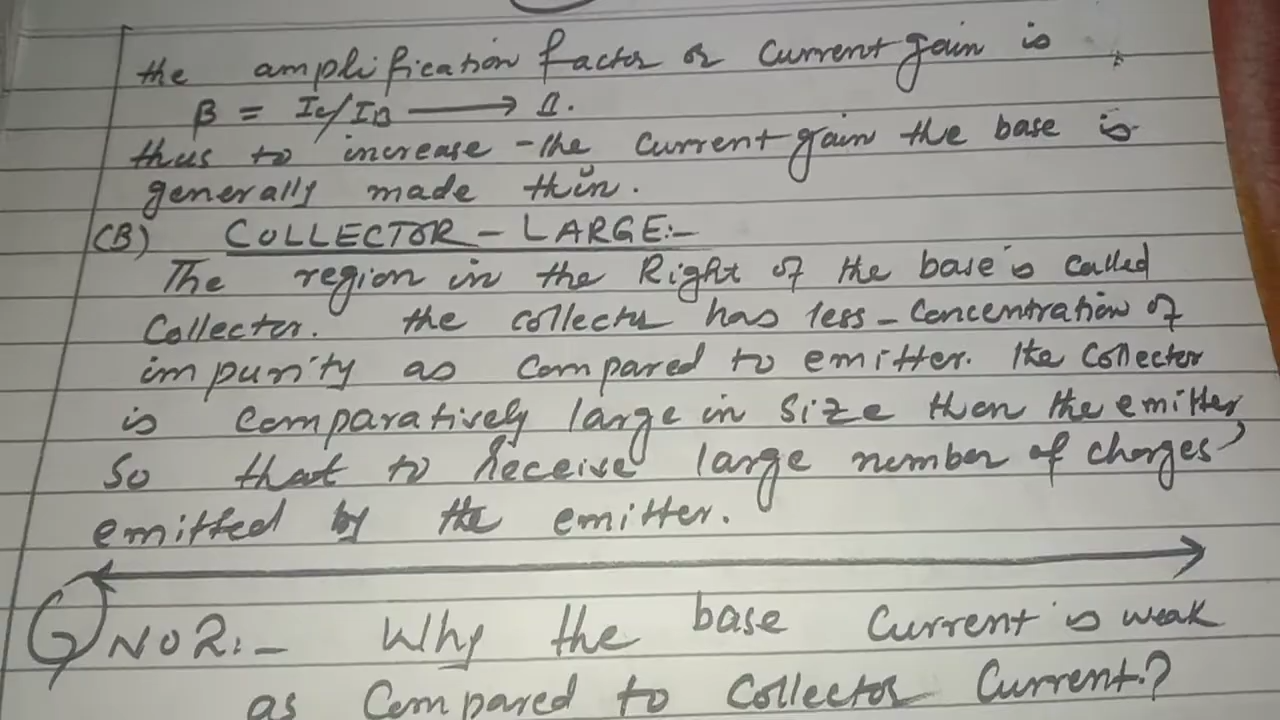 the amplification factor or Current gain is
β = Ic/IB ⟶ 1.
thus to increase the Current gain the base is
generally made thin.
(B) COLLECTOR - LARGE:-
The region in the Right of the base is called
Collector. the collector has less concentration of
impurity as compared to emitter. the Collector
is comparatively large in size then the emitter
So that to receive large number of charges
emitted by the emitter.
Q NO 2:- Why the base Current is weak
as Compared to Collector Current.?